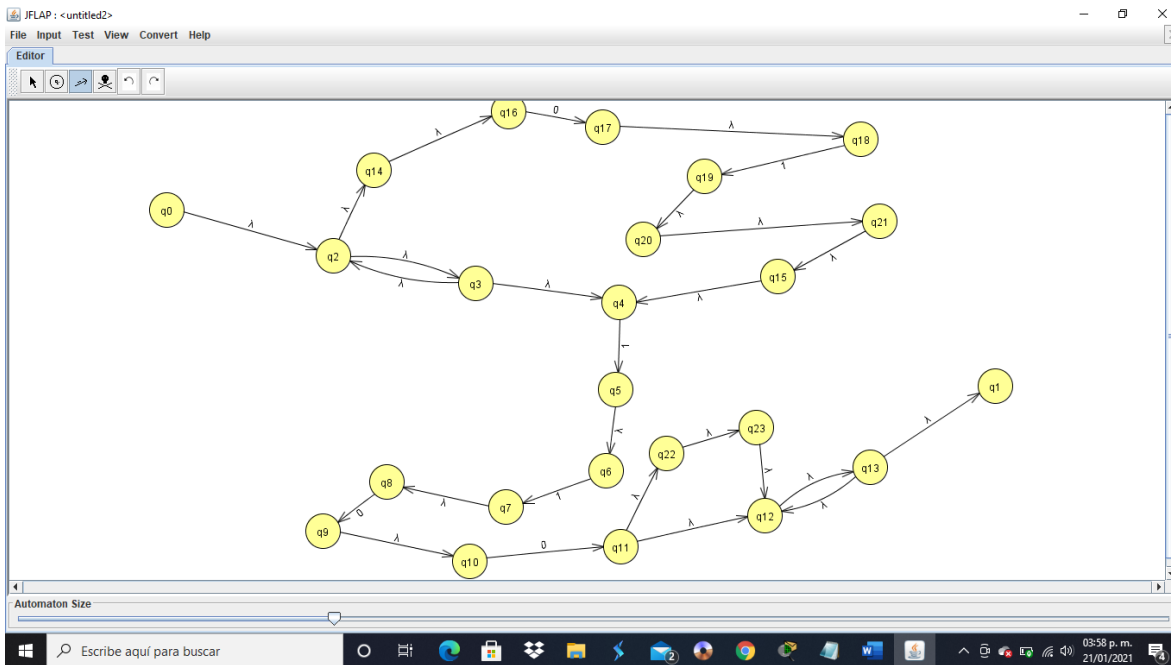 JFLAP : <untitled2>
File Input Test View Convert Help
Editor
q16
0
q17
λ
q18
λ
q14
1
q19
λ
q0
λ
λ
q20
λ
q21
q2
λ
λ
q3
λ
q4
λ
q15
λ
1
q5
q1
λ
λ
q23
q22
λ
q6
q13
q8
λ
1
λ
λ
λ
q7
λ
λ
0
q9
q12
λ
λ
q10
0
q11
Automaton Size
Escribe aquí para buscar
2
03:58 p. m.
21/01/2021
4